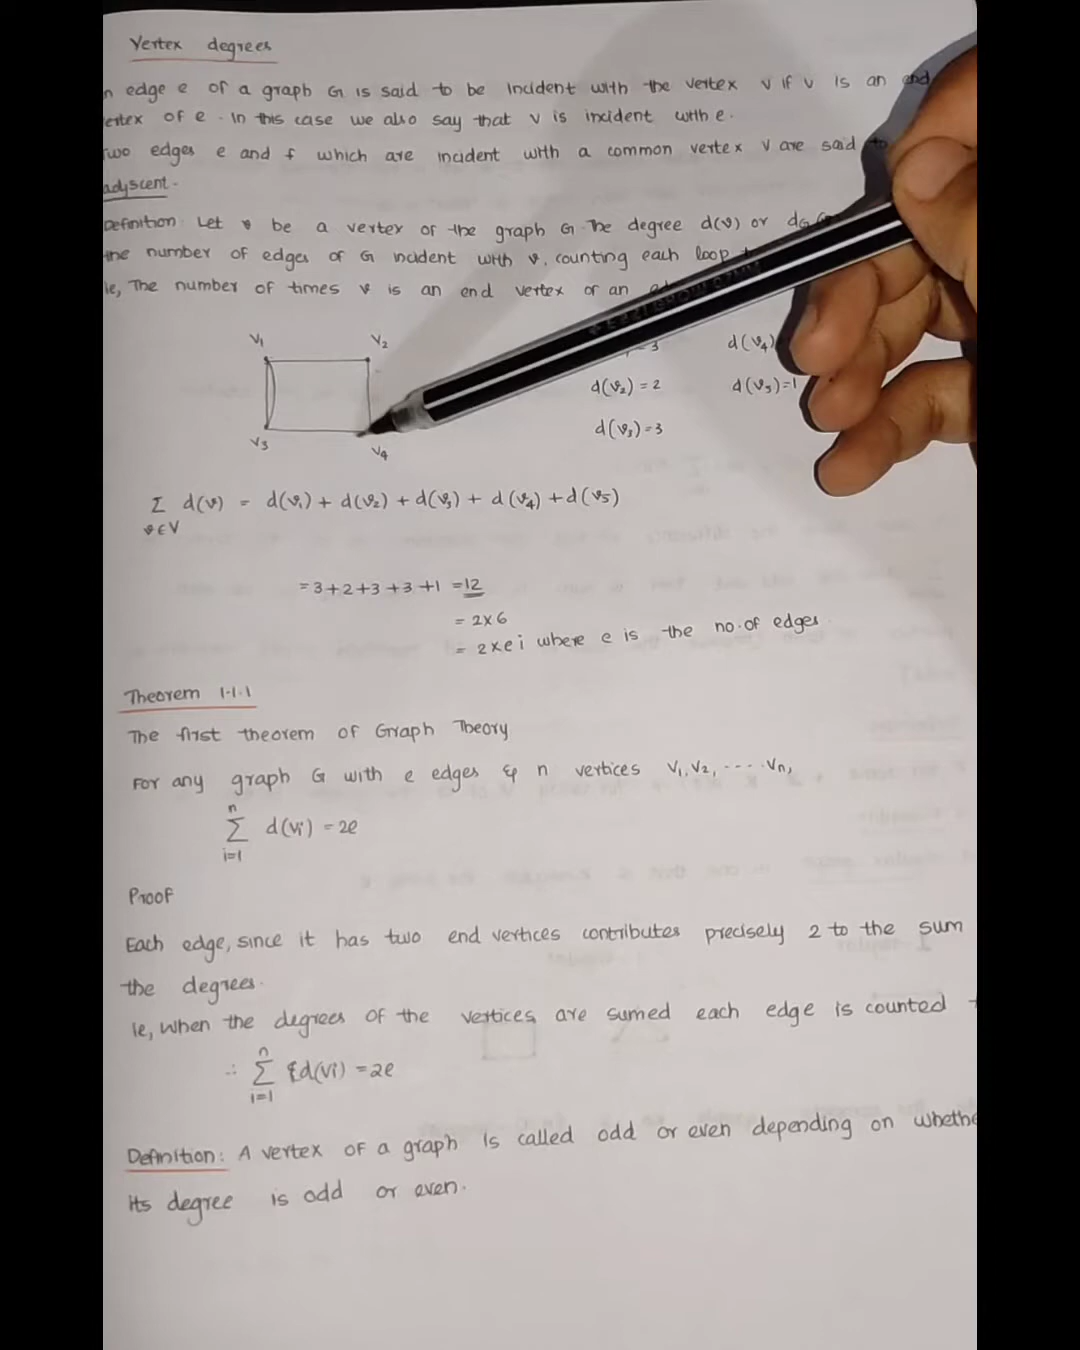 Vertex degrees
n edge e of a graph G is said to be incident with the vertex v if v is an end
ertex of e. In this case we also say that v is incident with e.
Two edges e and f which are incident with a common vertex v are said to
adjscent.
Definition: Let v be a vertex of the graph G. The degree d(v) or dG
the number of edges of G incident with v, counting each loop
ie, The number of times v is an end vertex of an
V1 V2
V3 V4
= 3 d(v4)
d(v2) = 2 d(v5) = 1
d(v3) = 3
Σ d(v) = d(v1) + d(v2) + d(v3) + d(v4) + d(v5)
v∈V
= 3+2+3+3+1 = 12
= 2×6
= 2×e; where e is the no. of edges.
Theorem 1.1.1
The first theorem of Graph Theory
For any graph G with e edges & n vertices V1, V2, ---- Vn,
n
Σ d(vi) = 2e
i=1
Proof
Each edge, since it has two end vertices contributes precisely 2 to the sum
the degrees.
ie, when the degrees of the vertices are sumed each edge is counted
n
∴ Σ d(vi) = 2e
i=1
Definition: A vertex of a graph is called odd or even depending on whethe
its degree is odd or even.